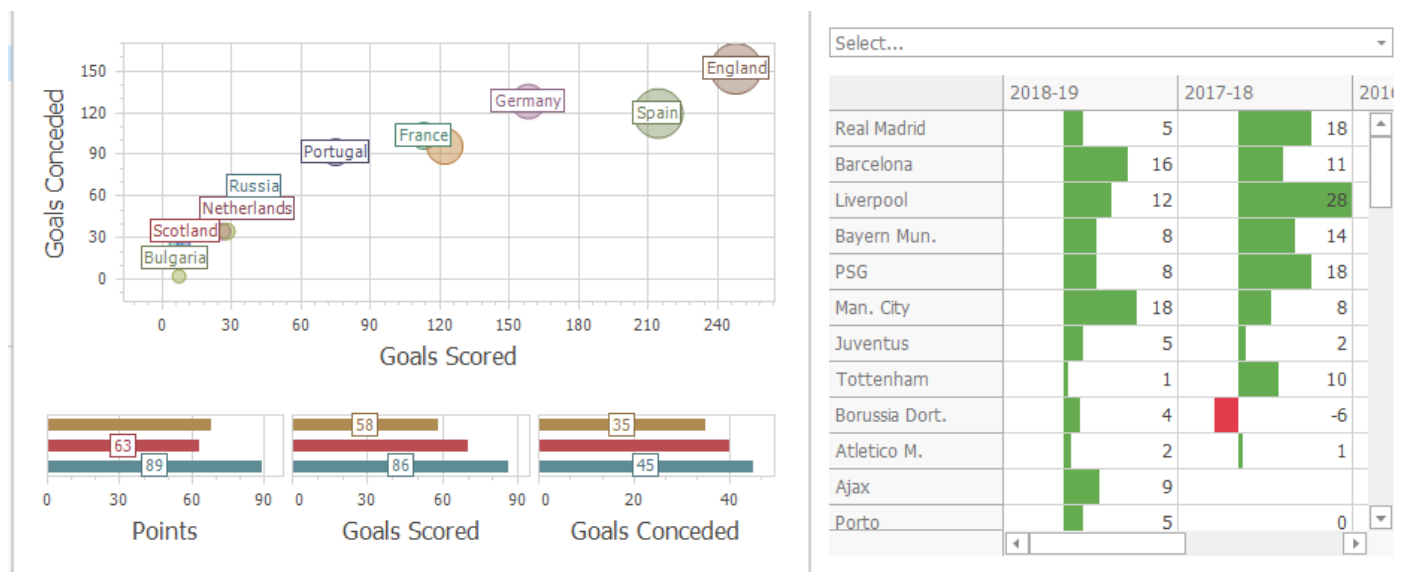 150
120
90
60
30
0
Goals Conceded
England
Germany
Spain
France
Portugal
Russia
Netherlands
Scotland
Bulgaria
0 30 60 90 120 150 180 210 240
Goals Scored
63
89
0 30 60 90
Points
58
86
0 30 60 90
Goals Scored
35
45
0 20 40
Goals Conceded
Select...
2018-19 2017-18
Real Madrid 5 18
Barcelona 16 11
Liverpool 12 28
Bayern Mun. 8 14
PSG 8 18
Man. City 18 8
Juventus 5 2
Tottenham 1 10
Borussia Dort. 4 -6
Atletico M. 2 1
Ajax 9
Porto 5 0